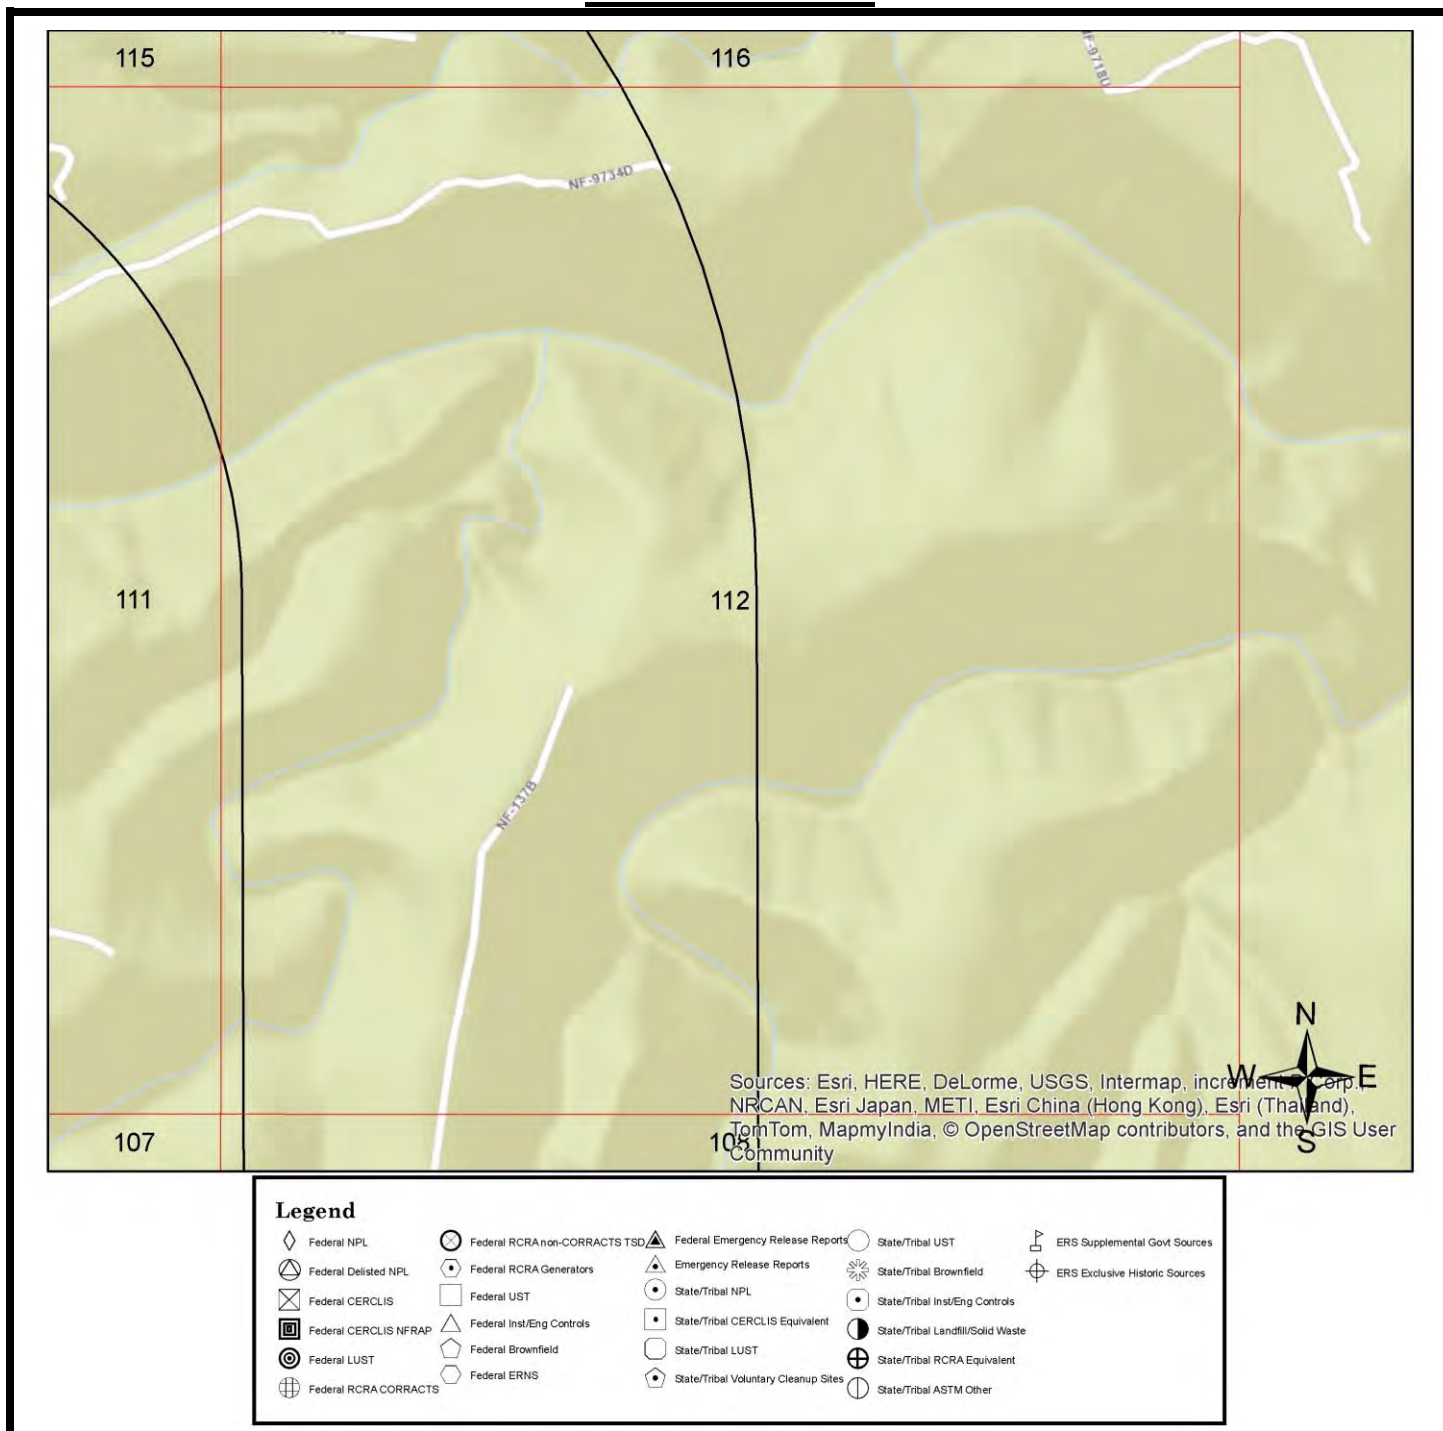 115
116
NF-9718U
NF-9734D
111
112
NF-137B
N
W
E
S
Sources: Esri, HERE, DeLorme, USGS, Intermap, increment P Corp.,
NRCAN, Esri Japan, METI, Esri China (Hong Kong), Esri (Thailand),
TomTom, MapmyIndia, © OpenStreetMap contributors, and the GIS User
Community
107
108
Legend
Federal NPL
Federal Delisted NPL
Federal CERCLIS
Federal CERCLIS NFRAP
Federal LUST
Federal RCRA CORRACTS
Federal RCRA non-CORRACTS TSD
Federal RCRA Generators
Federal UST
Federal Inst/Eng Controls
Federal Brownfield
Federal ERNS
Federal Emergency Release Reports
Emergency Release Reports
State/Tribal NPL
State/Tribal CERCLIS Equivalent
State/Tribal LUST
State/Tribal Voluntary Cleanup Sites
State/Tribal UST
State/Tribal Brownfield
State/Tribal Inst/Eng Controls
State/Tribal Landfill/Solid Waste
State/Tribal RCRA Equivalent
State/Tribal ASTM Other
ERS Supplemental Govt Sources
ERS Exclusive Historic Sources